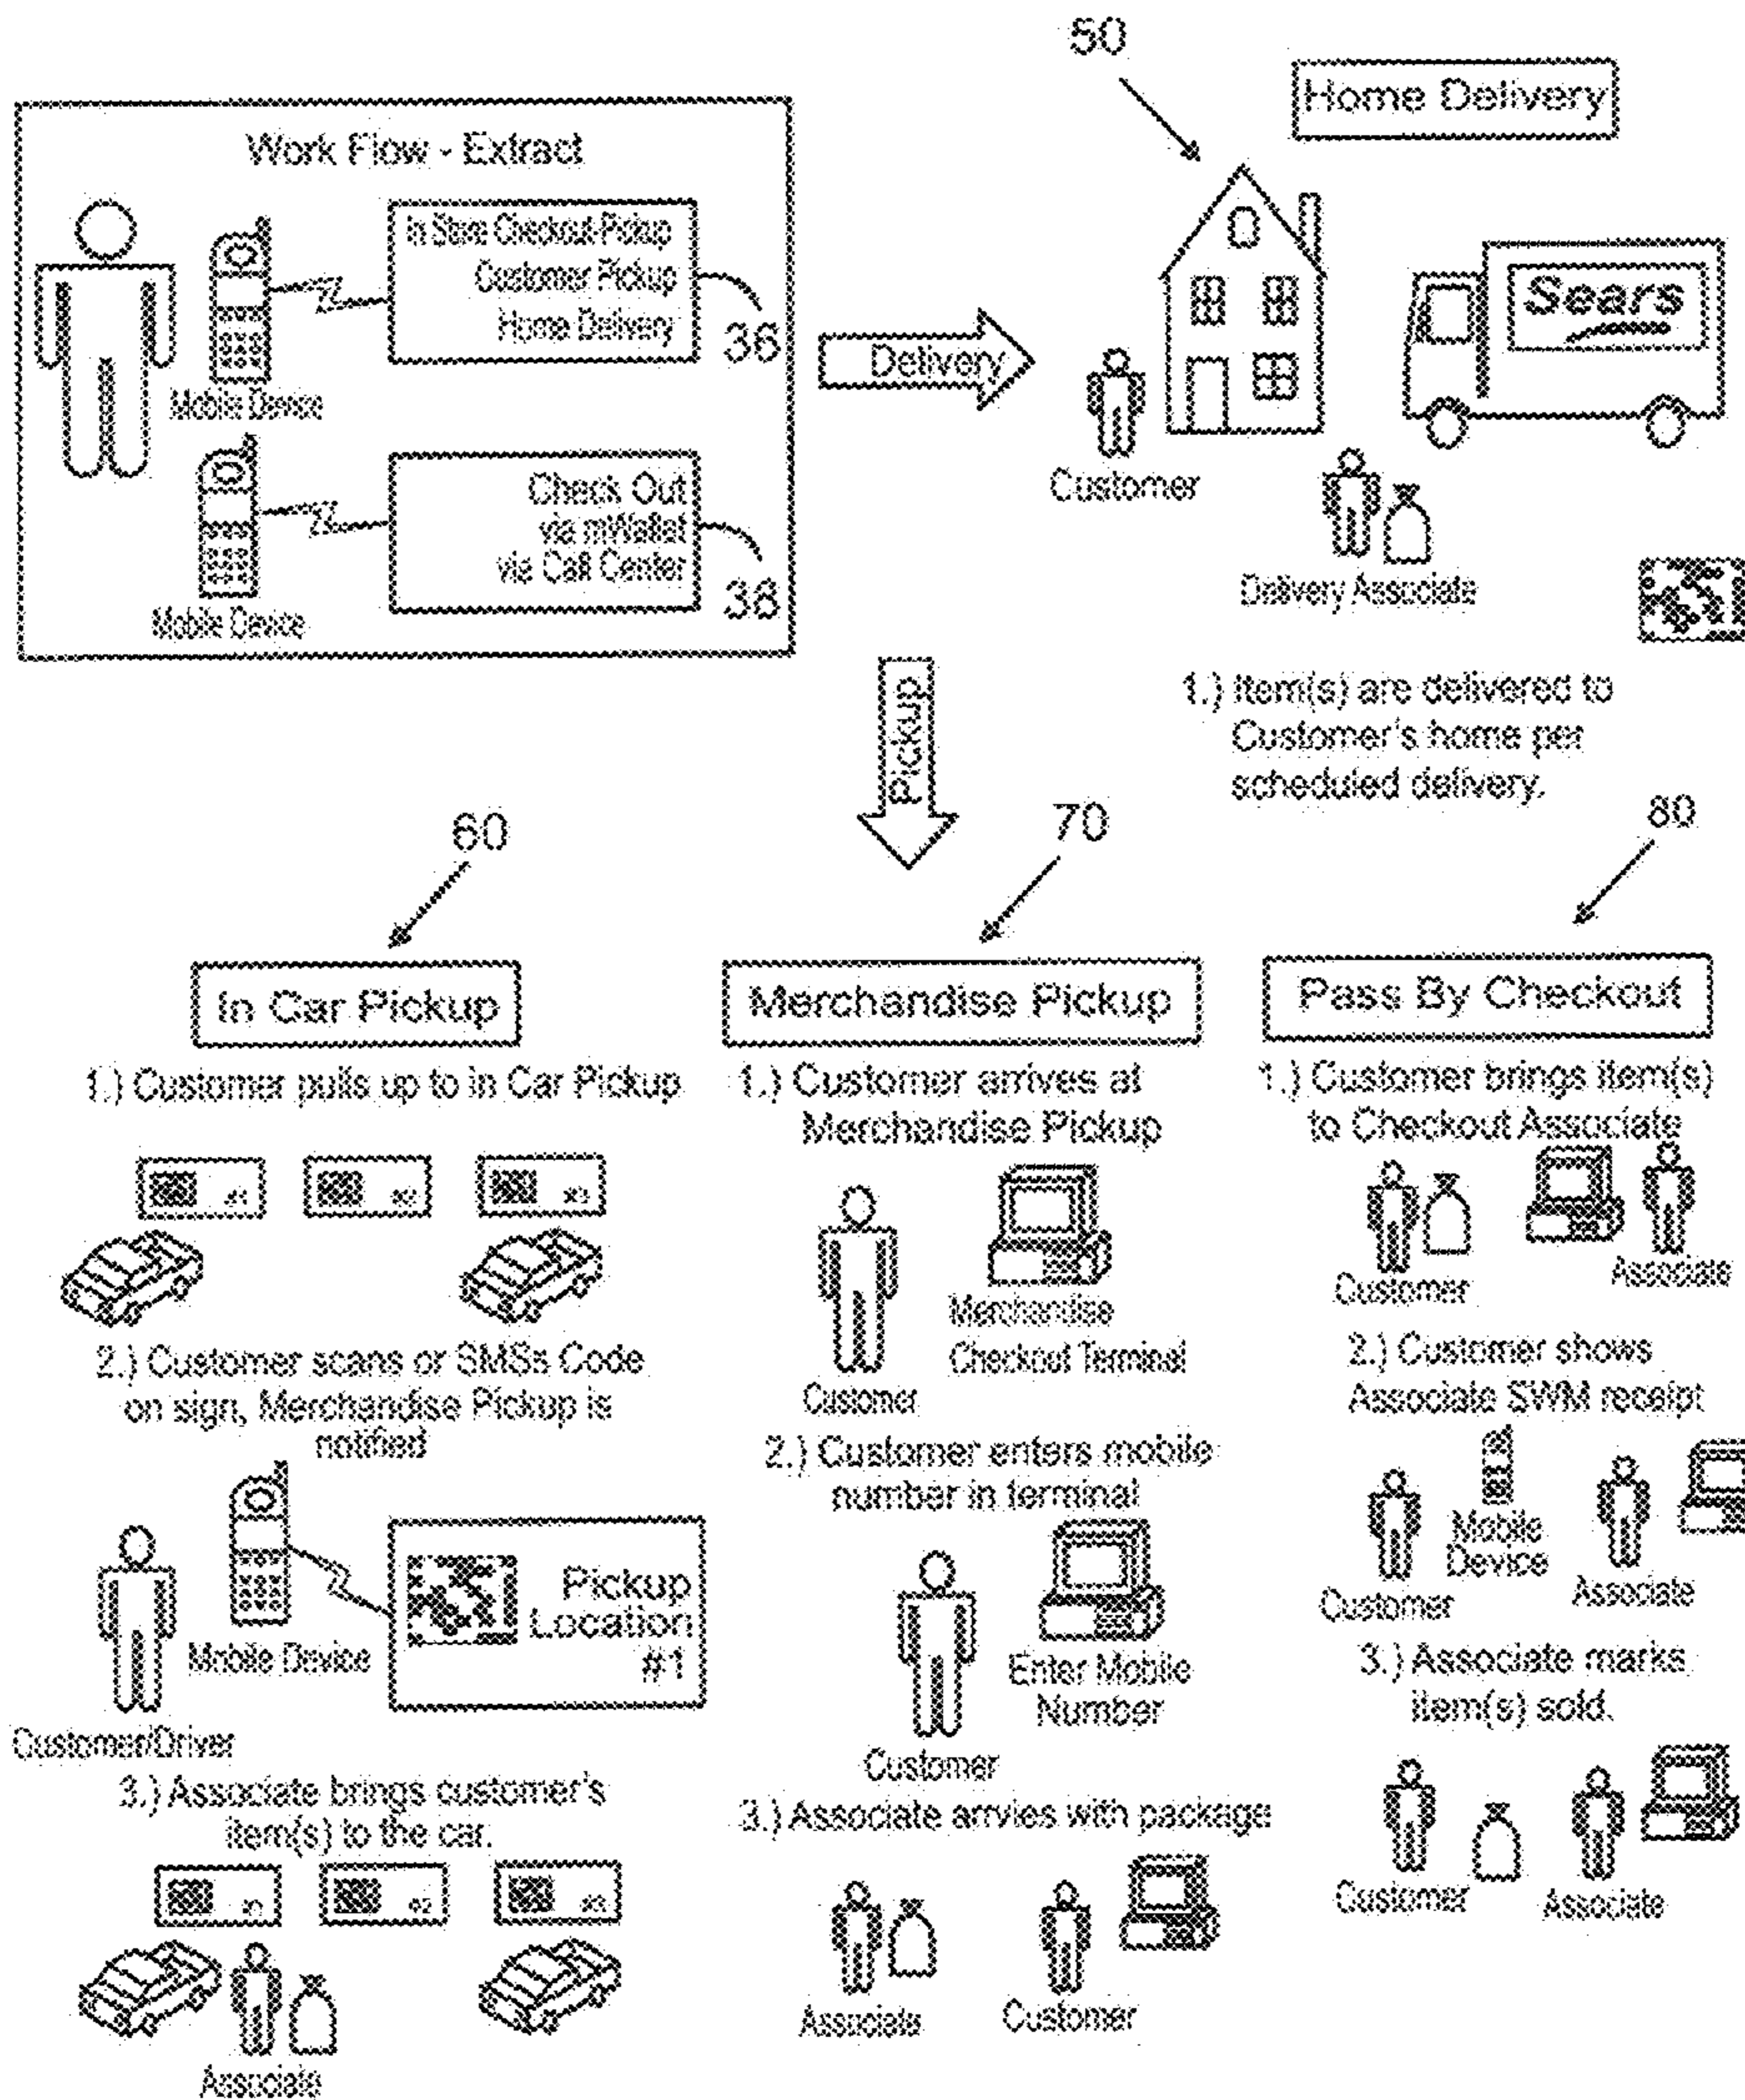 50
Home Delivery
Work Flow - Extract
In Store Checkout-Pickup
Customer Pickup
Home Delivery
36
Mobile Device
Check Out
via mWallet
via Call Center
38
Mobile Device
Delivery
Sears
Customer
Delivery Associate
1.) Item(s) are delivered to
Customer's home per
scheduled delivery.
Pickup
60
70
80
In Car Pickup
1.) Customer pulls up to in Car Pickup
#1
#2
#3
2.) Customer scans or SMSs Code
on sign, Merchandise Pickup is
notified
Pickup
Location
#1
Mobile Device
Customer/Driver
3.) Associate brings customer's
item(s) to the car.
#1
#2
#3
Associate
Merchandise Pickup
1.) Customer arrives at
Merchandise Pickup
Merchandise
Checkout Terminal
Customer
2.) Customer enters mobile
number in terminal
Enter Mobile
Number
Customer
3.) Associate arrvies with package
Associate
Customer
Pass By Checkout
1.) Customer brings item(s)
to Checkout Associate
Customer
Associate
2.) Customer shows
Associate SWM receipt
Mobile
Device
Customer
Associate
3.) Associate marks
item(s) sold.
Customer
Associate